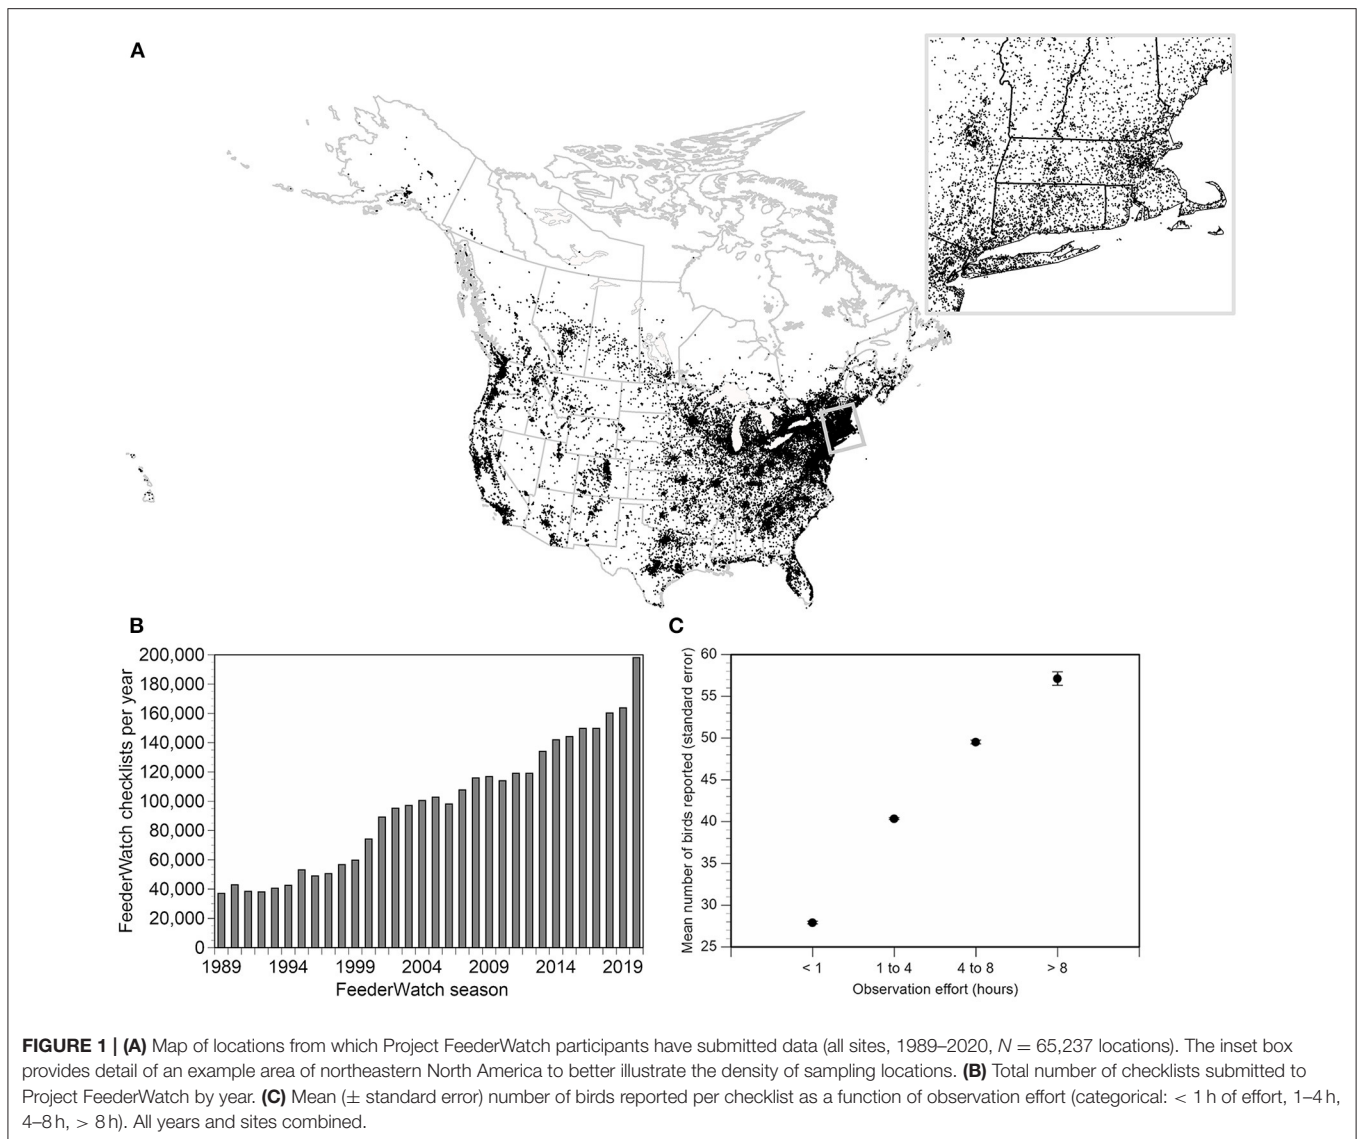 A
B
200,000
180,000
160,000
140,000
120,000
100,000
80,000
60,000
40,000
20,000
0
FeederWatch checklists per year
1989 1994 1999 2004 2009 2014 2019
FeederWatch season
C
60
55
50
45
40
35
30
25
Mean number of birds reported (standard error)
< 1 1 to 4 4 to 8 > 8
Observation effort (hours)
FIGURE 1 | (A) Map of locations from which Project FeederWatch participants have submitted data (all sites, 1989–2020, N = 65,237 locations). The inset box
provides detail of an example area of northeastern North America to better illustrate the density of sampling locations. (B) Total number of checklists submitted to
Project FeederWatch by year. (C) Mean (± standard error) number of birds reported per checklist as a function of observation effort (categorical: < 1 h of effort, 1–4 h,
4–8 h, > 8 h). All years and sites combined.